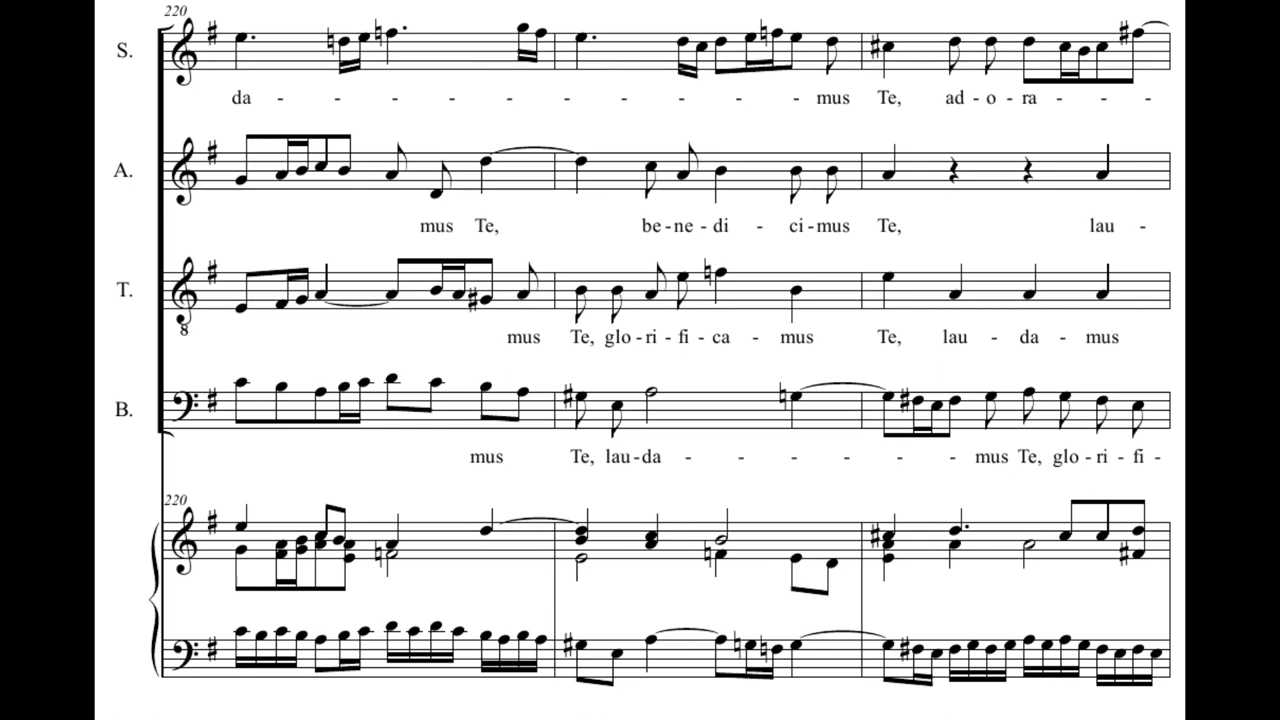 220
S.
da - - - - - - - - - - mus Te, ad - o - ra - - -
A.
mus Te, be - ne - di - ci - mus Te, lau -
T.
8
mus Te, glo - ri - fi - ca - mus Te, lau - da - mus
B.
mus Te, lau - da - - - - - - mus Te, glo - ri - fi -
220